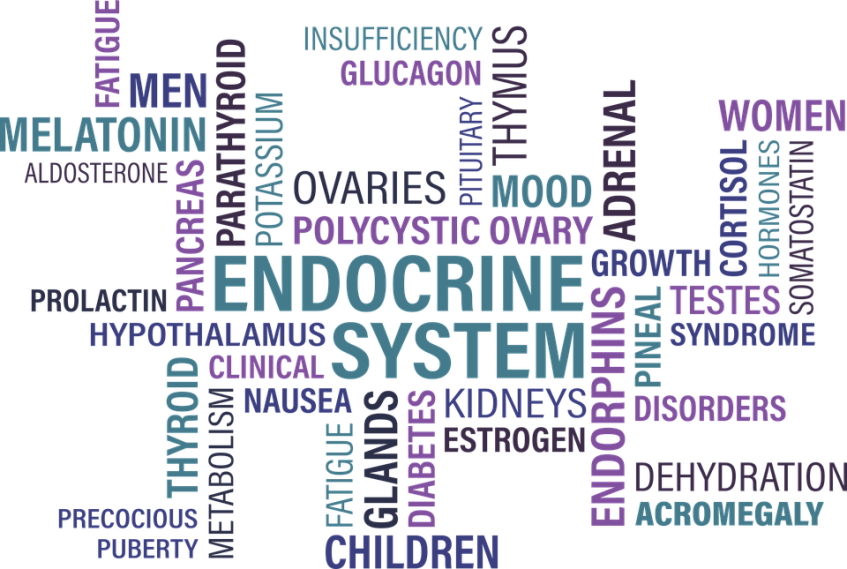 FATIGUE
MEN
MELATONIN
ALDOSTERONE
PANCREAS
PARATHYROID
POTASSIUM
INSUFFICIENCY
GLUCAGON
PITUITARY
THYMUS
OVARIES
MOOD
POLYCYSTIC OVARY
ADRENAL
WOMEN
CORTISOL
HORMONES
SOMATOSTATIN
ENDOCRINE
GROWTH
PROLACTIN
HYPOTHALAMUS
SYSTEM
ENDORPHINS
PINEAL
TESTES
SYNDROME
CLINICAL
THYROID
METABOLISM
NAUSEA
FATIGUE
GLANDS
DIABETES
KIDNEYS
ESTROGEN
DISORDERS
DEHYDRATION
ACROMEGALY
PRECOCIOUS
PUBERTY
CHILDREN